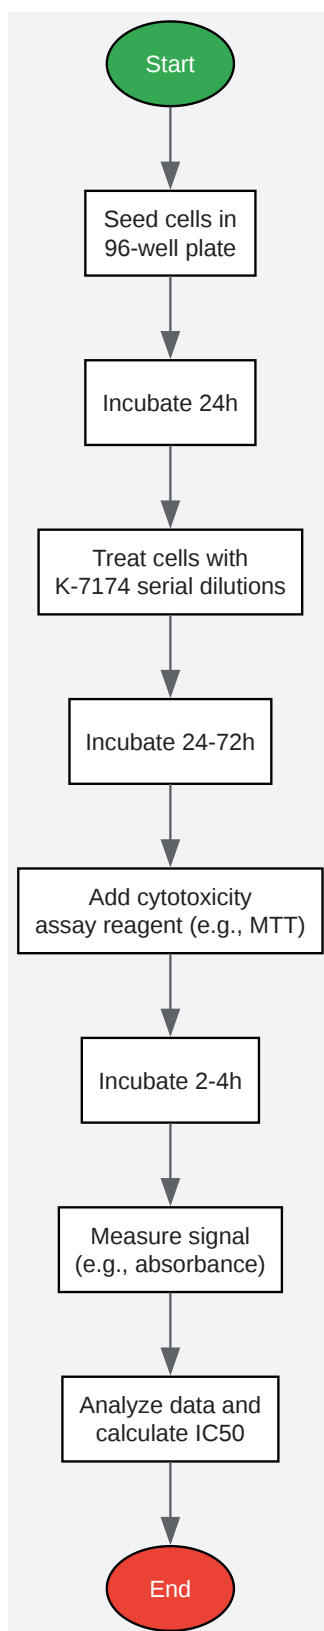 Start
Seed cells in
96-well plate
Incubate 24h
Treat cells with
K-7174 serial dilutions
Incubate 24-72h
Add cytotoxicity
assay reagent (e.g., MTT)
Incubate 2-4h
Measure signal
(e.g., absorbance)
Analyze data and
calculate IC50
End